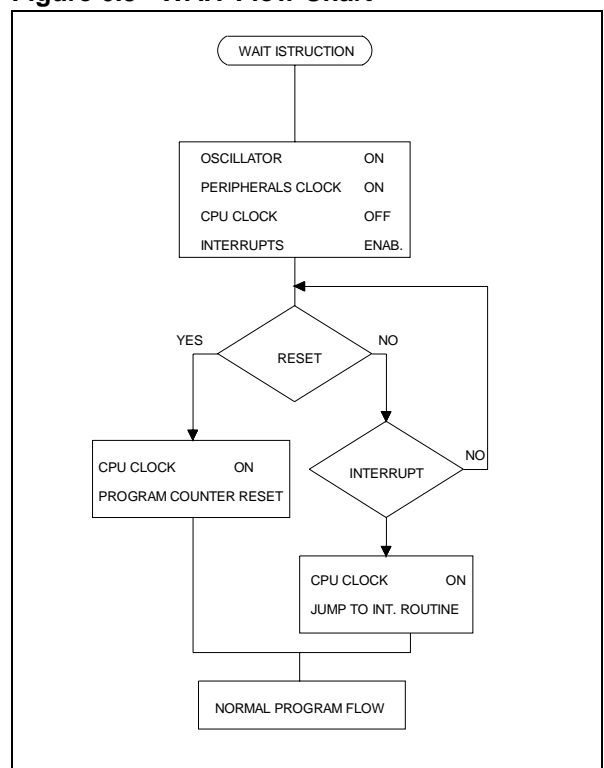 WAIT ISTRUCTION
OSCILLATOR ON
PERIPHERALS CLOCK ON
CPU CLOCK OFF
INTERRUPTS ENAB.
YES
RESET
NO
CPU CLOCK ON
PROGRAM COUNTER RESET
INTERRUPT
NO
CPU CLOCK ON
JUMP TO INT. ROUTINE
NORMAL PROGRAM FLOW